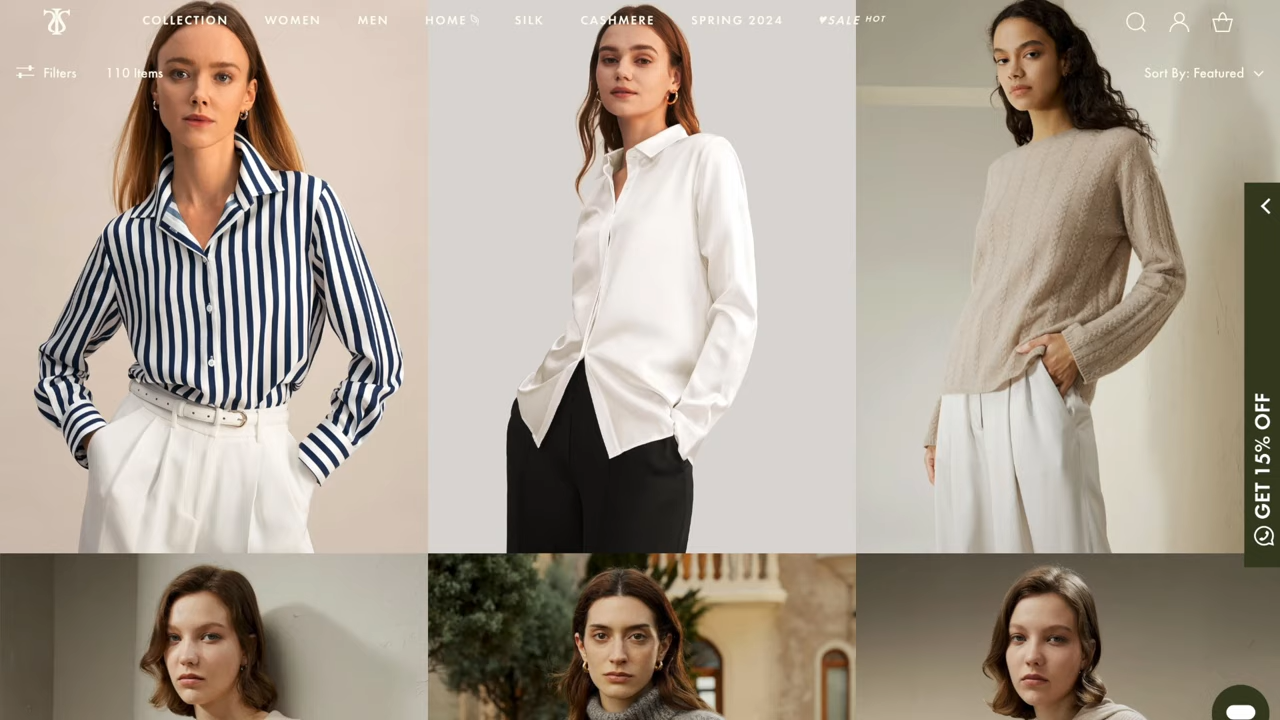 COLLECTION WOMEN MEN HOME SILK CASHMERE SPRING 2024 ♥SALE HOT
Filters 110 Items Sort By: Featured
GET 15% OFF